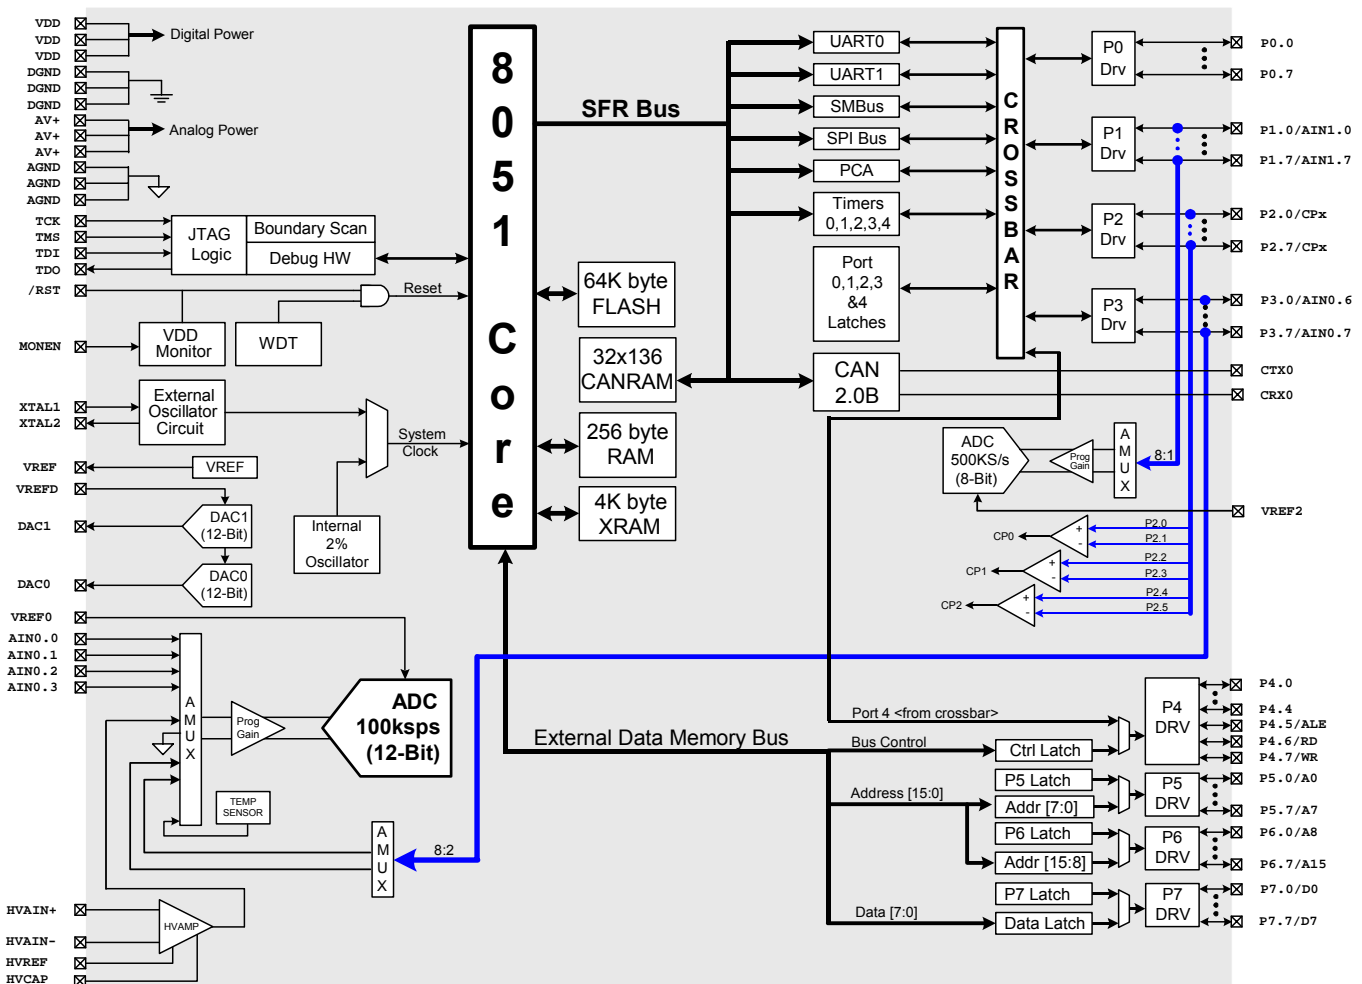 VDD
VDD
VDD
Digital Power
DGND
DGND
DGND
AV+
AV+
AV+
Analog Power
AGND
AGND
AGND
TCK
TMS
TDI
TDO
JTAG
Logic
Boundary Scan
Debug HW
/RST
Reset
MONEN
VDD
Monitor
WDT
XTAL1
XTAL2
External
Oscillator
Circuit
System
Clock
VREF
VREF
VREFD
DAC1
DAC1
(12-Bit)
Internal
2%
Oscillator
DAC0
DAC0
(12-Bit)
VREF0
AIN0.0
AIN0.1
AIN0.2
AIN0.3
A
M
U
X
Prog
Gain
ADC
100ksps
(12-Bit)
TEMP
SENSOR
A
M
U
X
8:2
HVAIN+
HVAIN-
HVREF
HVCAP
HVAMP
8
0
5
1
C
o
r
e
SFR Bus
64K byte
FLASH
32x136
CANRAM
256 byte
RAM
4K byte
XRAM
External Data Memory Bus
UART0
UART1
SMBus
SPI Bus
PCA
Timers
0,1,2,3,4
Port
0,1,2,3
&4
Latches
CAN
2.0B
C
R
O
S
S
B
A
R
P0
Drv
P1
Drv
P2
Drv
P3
Drv
P0.0
P0.7
P1.0/AIN1.0
P1.7/AIN1.7
P2.0/CPx
P2.7/CPx
P3.0/AIN0.6
P3.7/AIN0.7
CTX0
CRX0
ADC
500KS/s
(8-Bit)
Prog
Gain
A
M
U
X
8:1
VREF2
CP0
+
-
P2.0
P2.1
CP1
+
-
P2.2
P2.3
CP2
+
-
P2.4
P2.5
Port 4 <from crossbar>
Bus Control
Ctrl Latch
P4
DRV
P4.0
P4.4
P4.5/ALE
P4.6/RD
P4.7/WR
Address [15:0]
P5 Latch
Addr [7:0]
P5
DRV
P5.0/A0
P5.7/A7
P6 Latch
Addr [15:8]
P6
DRV
P6.0/A8
P6.7/A15
Data [7:0]
P7 Latch
Data Latch
P7
DRV
P7.0/D0
P7.7/D7